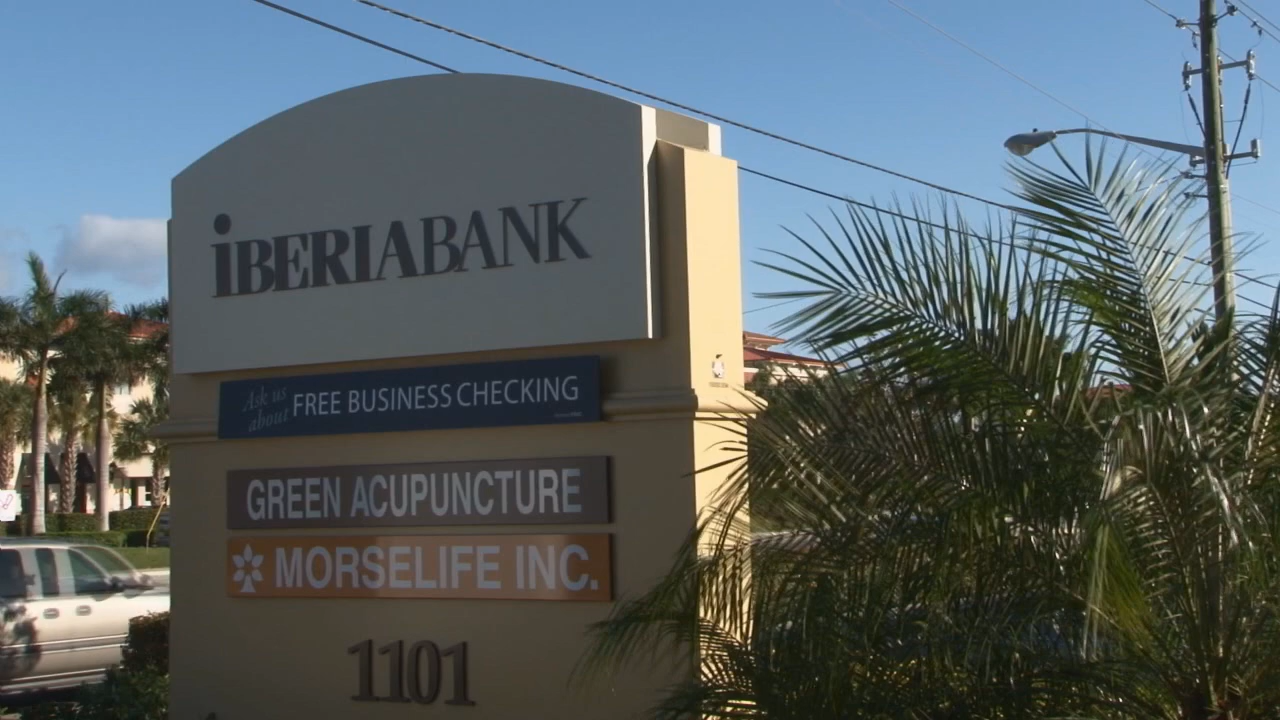 iBERIABANK
Ask us
about FREE BUSINESS CHECKING
GREEN ACUPUNCTURE
MORSELIFE INC.
1101